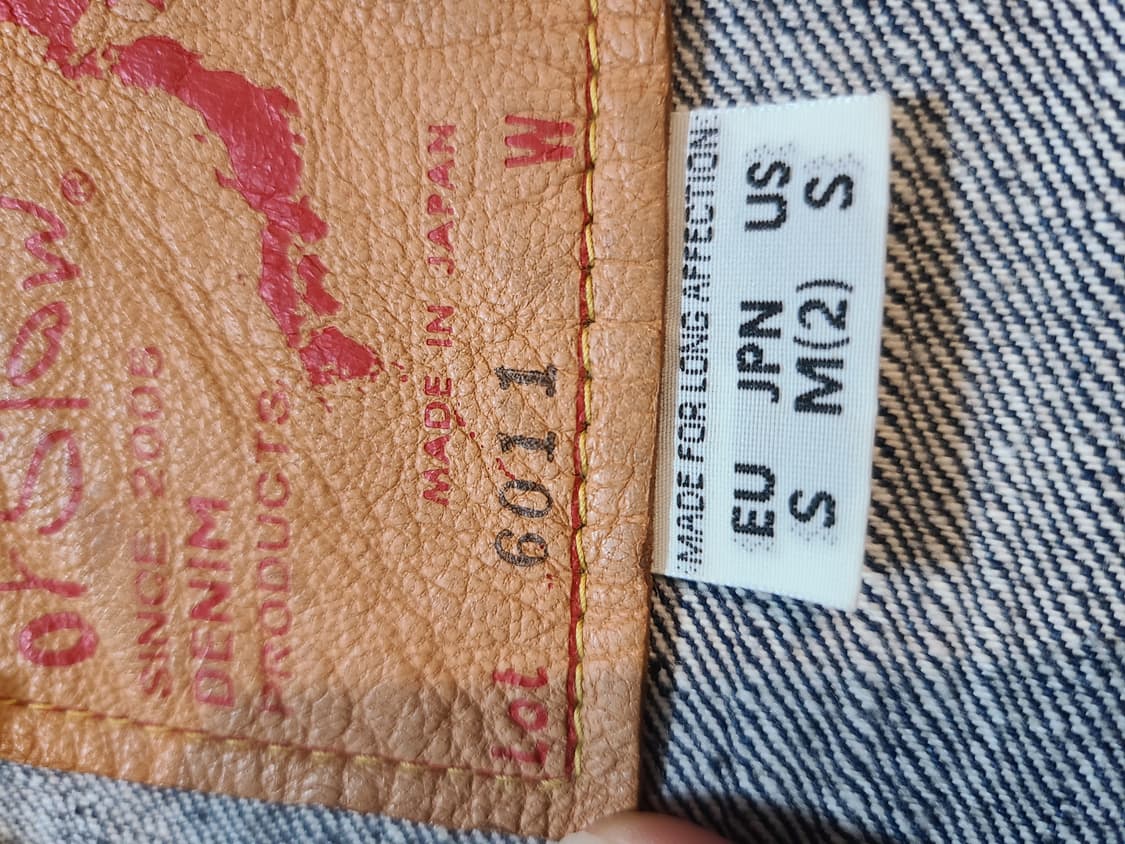 orslow®
SINCE 2005
DENIM
PRODUCTS
MADE IN JAPAN
Lot 6011 W
MADE FOR LONG AFFECTION
EU JPN US
S M(2) S